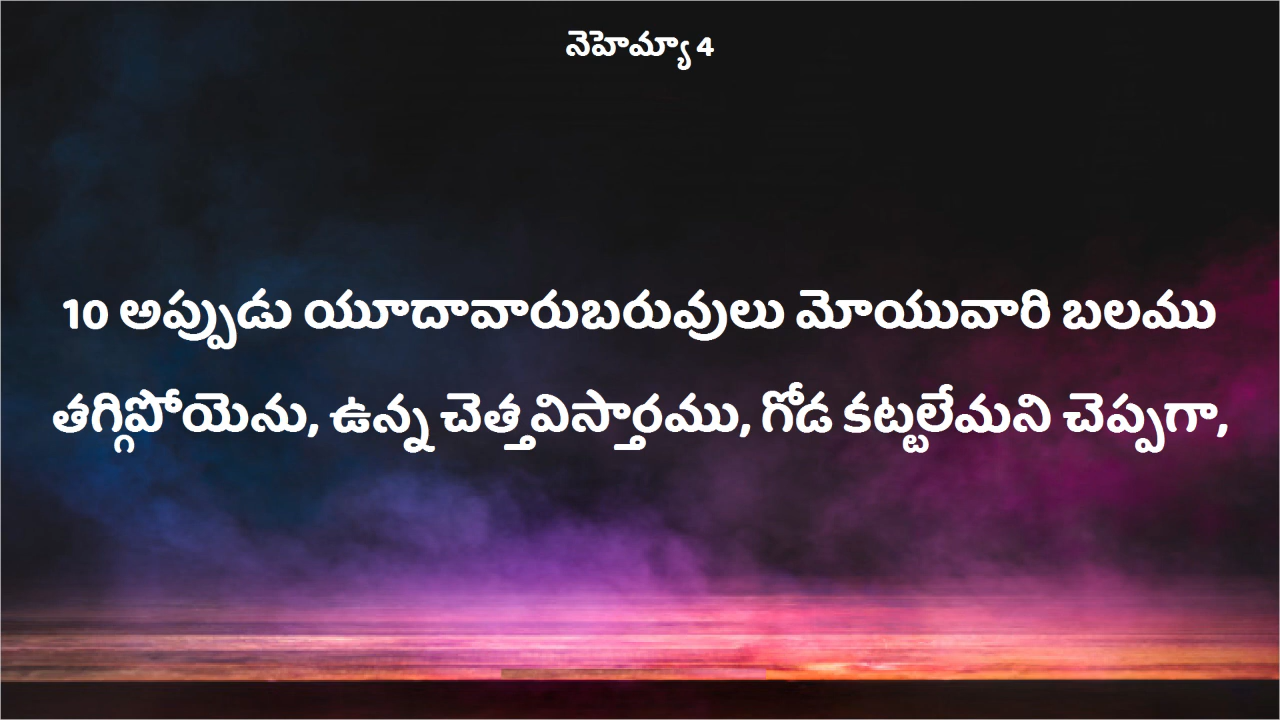 నెహెమ్యా 4
10 అప్పుడు యూదావారుబరువులు మోయువారి బలము
తగ్గిపోయెను, ఉన్న చెత్తవిస్తారము, గోడ కట్టలేమని చెప్పగా,